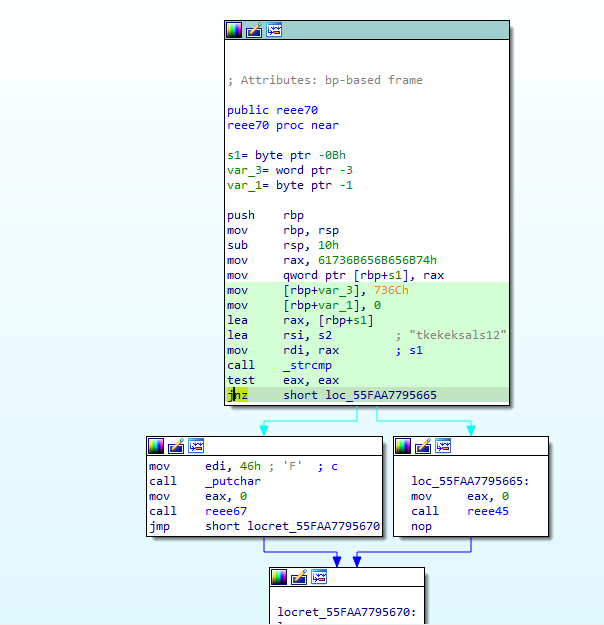 ; Attributes: bp-based frame
public reee70
reee70 proc near
s1= byte ptr -0Bh
var_3= word ptr -3
var_1= byte ptr -1
push    rbp
mov     rbp, rsp
sub     rsp, 10h
mov     rax, 61736B656B656B74h
mov     qword ptr [rbp+s1], rax
mov     [rbp+var_3], 736Ch
mov     [rbp+var_1], 0
lea     rax, [rbp+s1]
lea     rsi, s2         ; "tkekeksals12"
mov     rdi, rax        ; s1
call    _strcmp
test    eax, eax
jnz     short loc_55FAA7795665
mov     edi, 46h ; 'F'  ; c
call    _putchar
mov     eax, 0
call    reee67
jmp     short locret_55FAA7795670
loc_55FAA7795665:
mov     eax, 0
call    reee45
nop
locret_55FAA7795670: